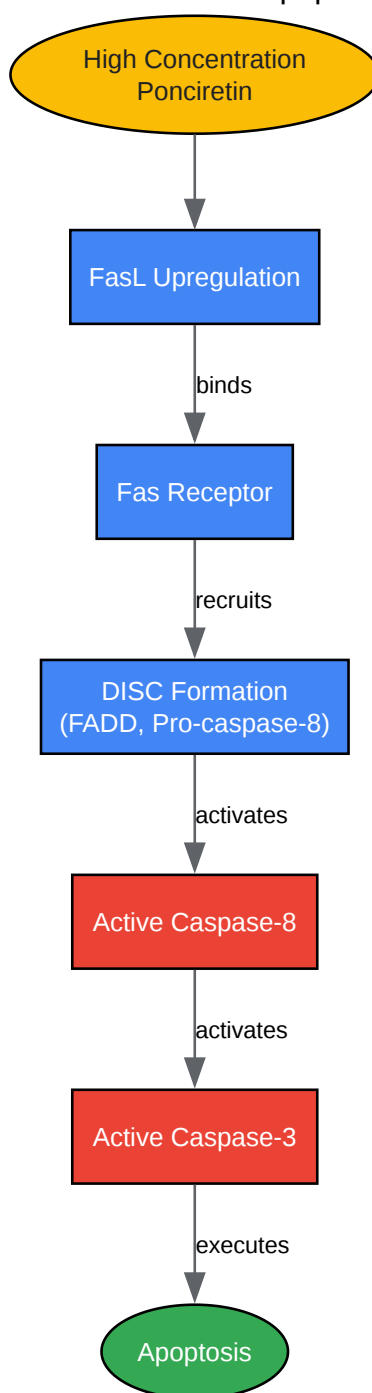 High Concentration
Ponciretin
FasL Upregulation
binds
Fas Receptor
recruits
DISC Formation
(FADD, Pro-caspase-8)
activates
Active Caspase-8
activates
Active Caspase-3
executes
Apoptosis